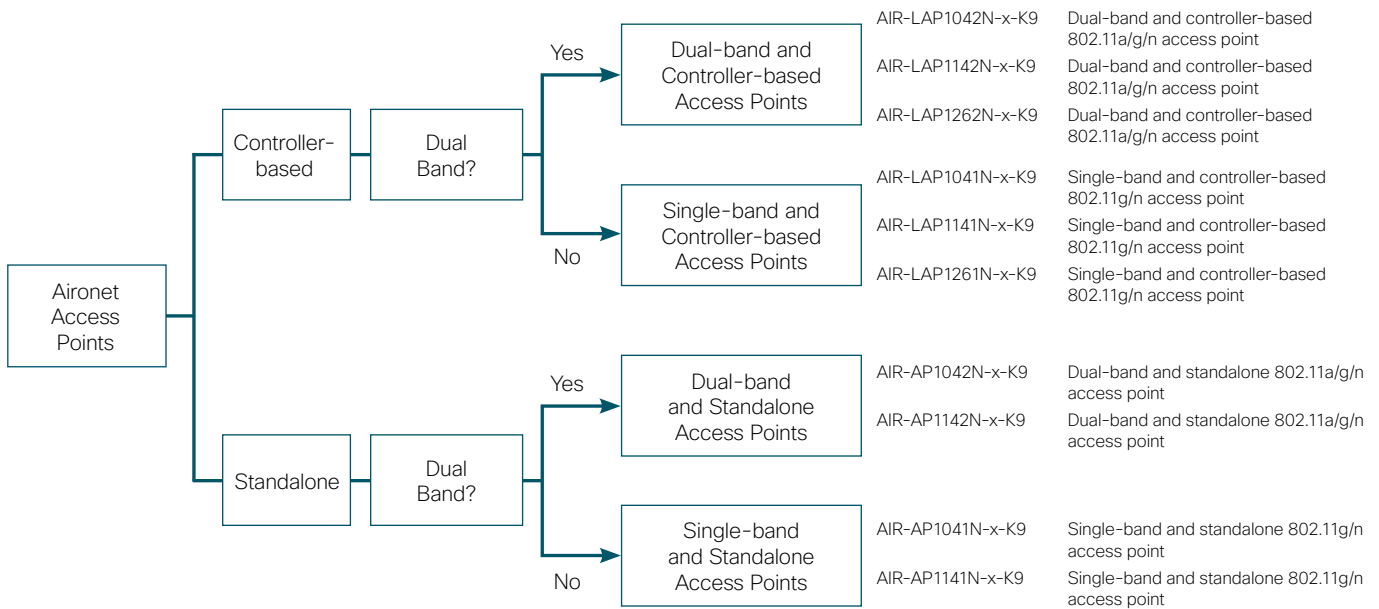 Aironet
Access
Points
Controller-
based
Dual
Band?
Yes
Dual-band and
Controller-based
Access Points
AIR-LAP1042N-x-K9 Dual-band and controller-based
802.11a/g/n access point
AIR-LAP1142N-x-K9 Dual-band and controller-based
802.11a/g/n access point
AIR-LAP1262N-x-K9 Dual-band and controller-based
802.11a/g/n access point
No
Single-band and
Controller-based
Access Points
AIR-LAP1041N-x-K9 Single-band and controller-based
802.11g/n access point
AIR-LAP1141N-x-K9 Single-band and controller-based
802.11g/n access point
AIR-LAP1261N-x-K9 Single-band and controller-based
802.11g/n access point
Standalone
Dual
Band?
Yes
Dual-band
and Standalone
Access Points
AIR-AP1042N-x-K9 Dual-band and standalone 802.11a/g/n
access point
AIR-AP1142N-x-K9 Dual-band and standalone 802.11a/g/n
access point
No
Single-band
and Standalone
Access Points
AIR-AP1041N-x-K9 Single-band and standalone 802.11g/n
access point
AIR-AP1141N-x-K9 Single-band and standalone 802.11g/n
access point